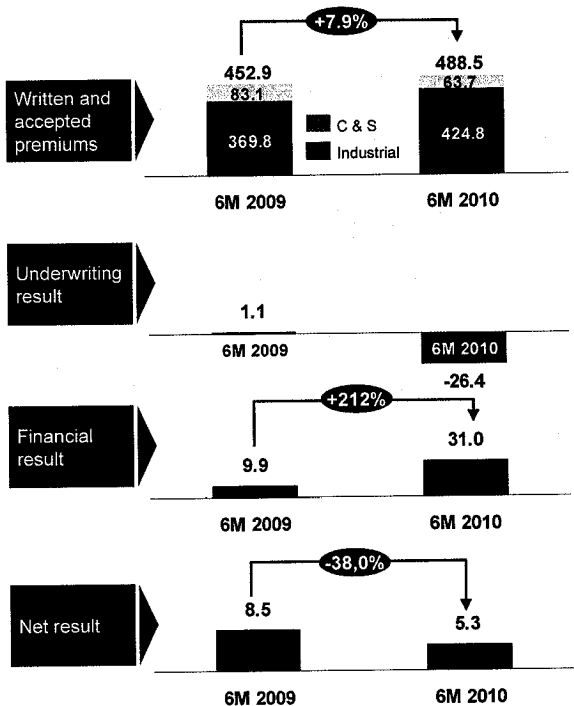 +7.9%
452.9
488.5
83.1
63.7
Written and
accepted
premiums
369.8
424.8
C & S
Industrial
6M 2009
6M 2010
Underwriting
result
1.1
6M 2009
6M 2010
-26.4
+212%
Financial
result
9.9
31.0
6M 2009
6M 2010
-38,0%
Net result
8.5
5.3
6M 2009
6M 2010